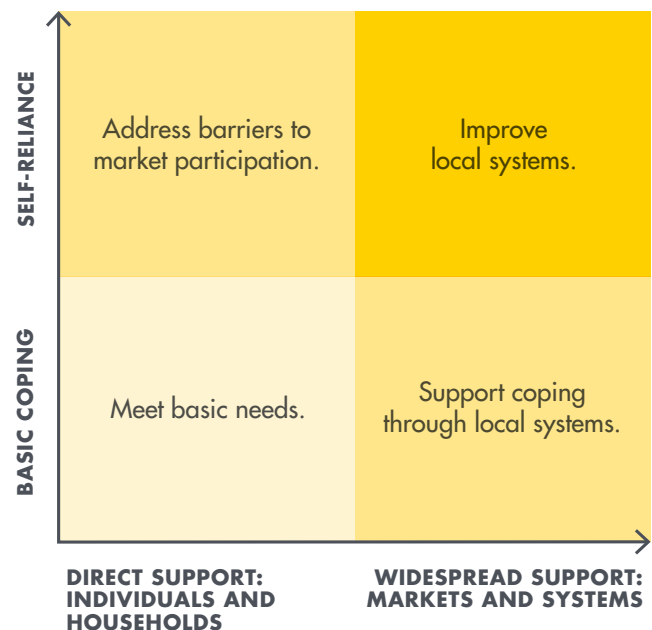 SELF-RELIANCE
Address barriers to
market participation.
Improve
local systems.
BASIC COPING
Meet basic needs.
Support coping
through local systems.
DIRECT SUPPORT:
INDIVIDUALS AND
HOUSEHOLDS
WIDESPREAD SUPPORT:
MARKETS AND SYSTEMS